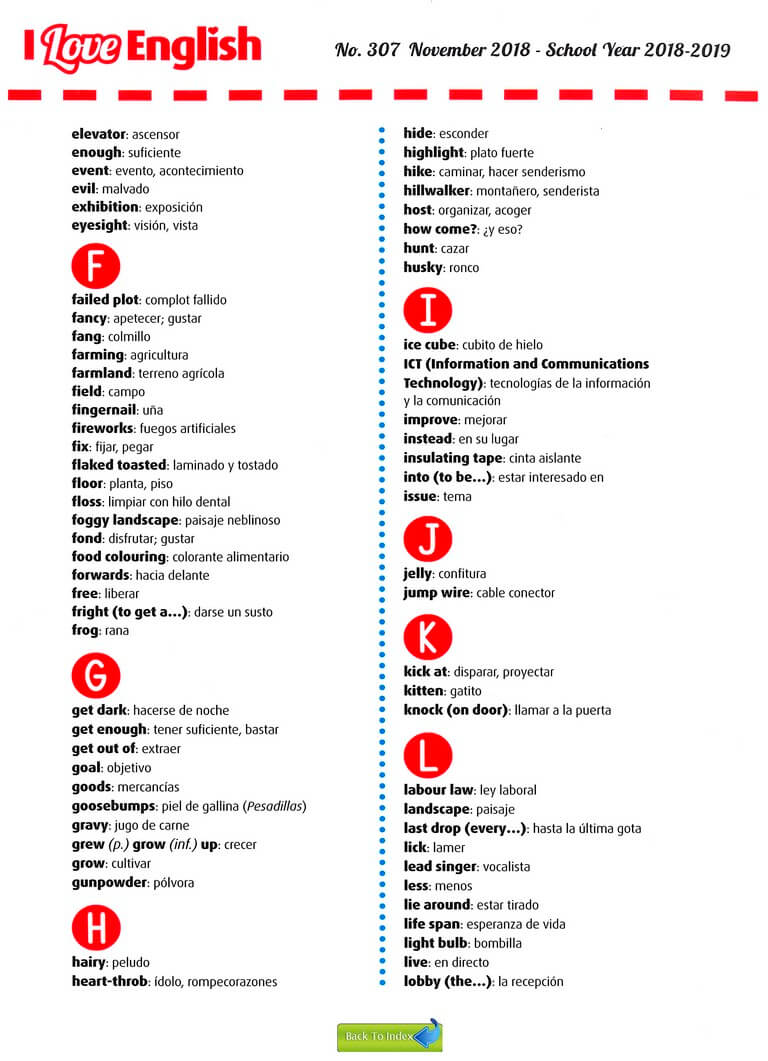 I Love English
No. 307 November 2018 - School Year 2018-2019
elevator: ascensor
enough: suficiente
event: evento, acontecimiento
evil: malvado
exhibition: exposición
eyesight: visión, vista
F
failed plot: complot fallido
fancy: apetecer; gustar
fang: colmillo
farming: agricultura
farmland: terreno agrícola
field: campo
fingernail: uña
fireworks: fuegos artificiales
fix: fijar, pegar
flaked toasted: laminado y tostado
floor: planta, piso
floss: limpiar con hilo dental
foggy landscape: paisaje neblinoso
fond: disfrutar; gustar
food colouring: colorante alimentario
forwards: hacia delante
free: liberar
fright (to get a...): darse un susto
frog: rana
G
get dark: hacerse de noche
get enough: tener suficiente, bastar
get out of: extraer
goal: objetivo
goods: mercancías
goosebumps: piel de gallina (Pesadillas)
gravy: jugo de carne
grew (p.) grow (inf.) up: crecer
grow: cultivar
gunpowder: pólvora
H
hairy: peludo
heart-throb: ídolo, rompecorazones
hide: esconder
highlight: plato fuerte
hike: caminar, hacer senderismo
hillwalker: montañero, senderista
host: organizar, acoger
how come?: ¿y eso?
hunt: cazar
husky: ronco
I
ice cube: cubito de hielo
ICT (Information and Communications
Technology): tecnologías de la información
y la comunicación
improve: mejorar
instead: en su lugar
insulating tape: cinta aislante
into (to be...): estar interesado en
issue: tema
J
jelly: confitura
jump wire: cable conector
K
kick at: disparar, proyectar
kitten: gatito
knock (on door): llamar a la puerta
L
labour law: ley laboral
landscape: paisaje
last drop (every...): hasta la última gota
lick: lamer
lead singer: vocalista
less: menos
lie around: estar tirado
life span: esperanza de vida
light bulb: bombilla
live: en directo
lobby (the...): la recepción
Back To Index